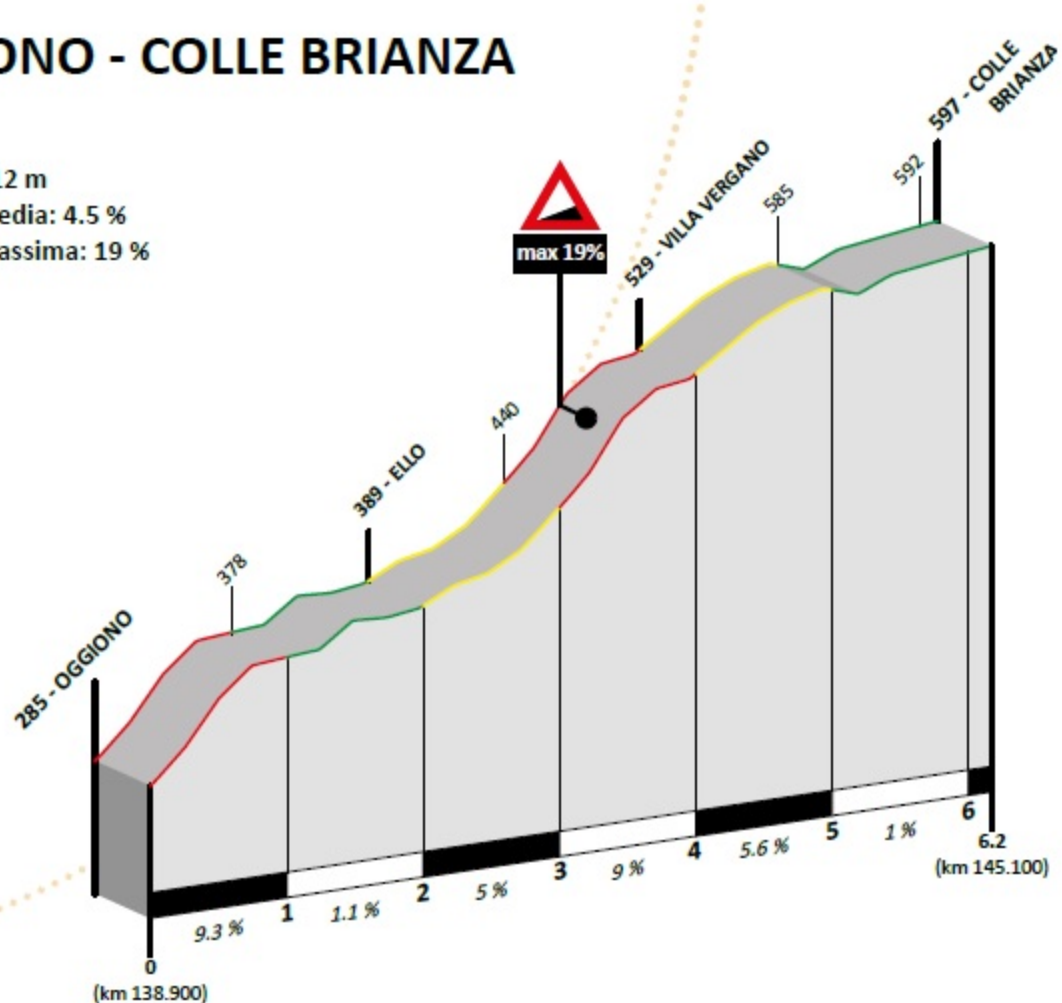 ONO - COLLE BRIANZA
12 m
edia: 4.5 %
assima: 19 %
597 - COLLE
BRIANZA
592
585
529 - VILLA VERGANO
max 19%
440
389 - ELLO
378
285 - OGGIONO
9.3 %
1
1.1 %
2
5 %
3
9 %
4
5.6 %
5
1 %
6
6.2
(km 145.100)
0
(km 138.900)